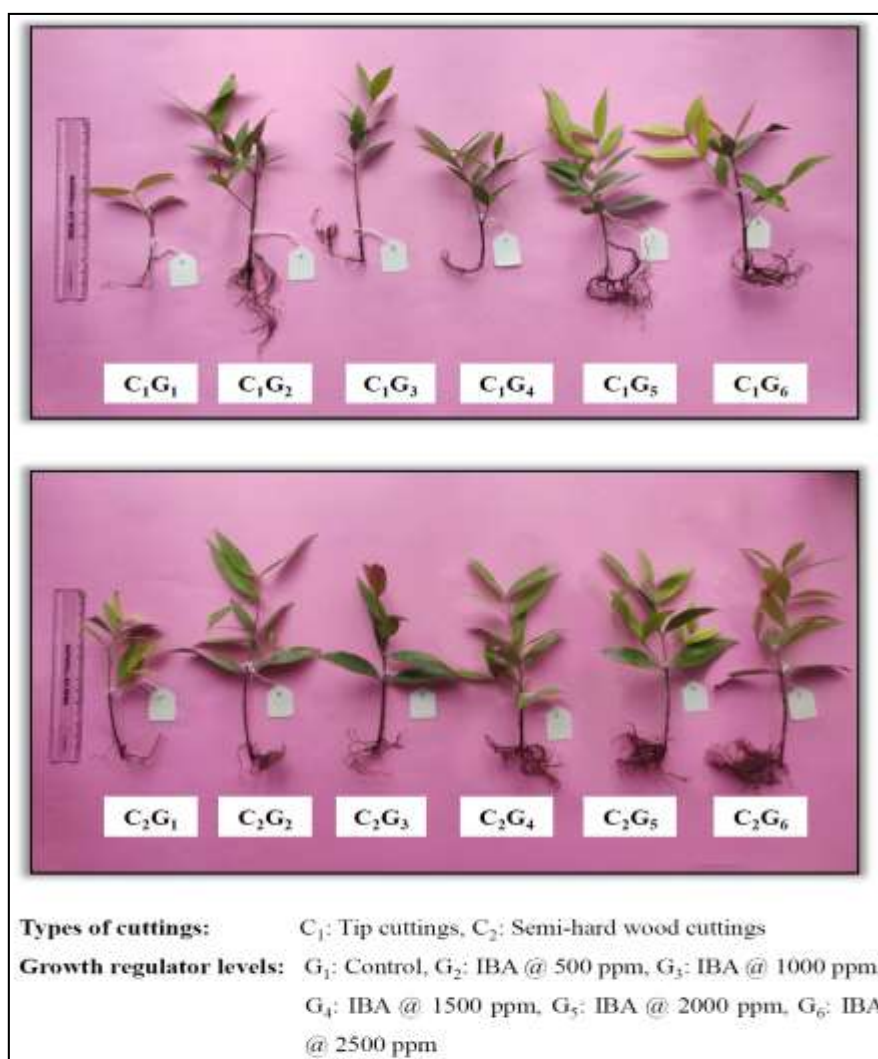 C₁G₁ C₁G₂ C₁G₃ C₁G₄ C₁G₅ C₁G₆
C₂G₁ C₂G₂ C₂G₃ C₂G₄ C₂G₅ C₂G₆
Types of cuttings: C₁: Tip cuttings, C₂: Semi-hard wood cuttings
Growth regulator levels: G₁: Control, G₂: IBA @ 500 ppm, G₃: IBA @ 1000 ppm
G₄: IBA @ 1500 ppm, G₅: IBA @ 2000 ppm, G₆: IBA
@ 2500 ppm